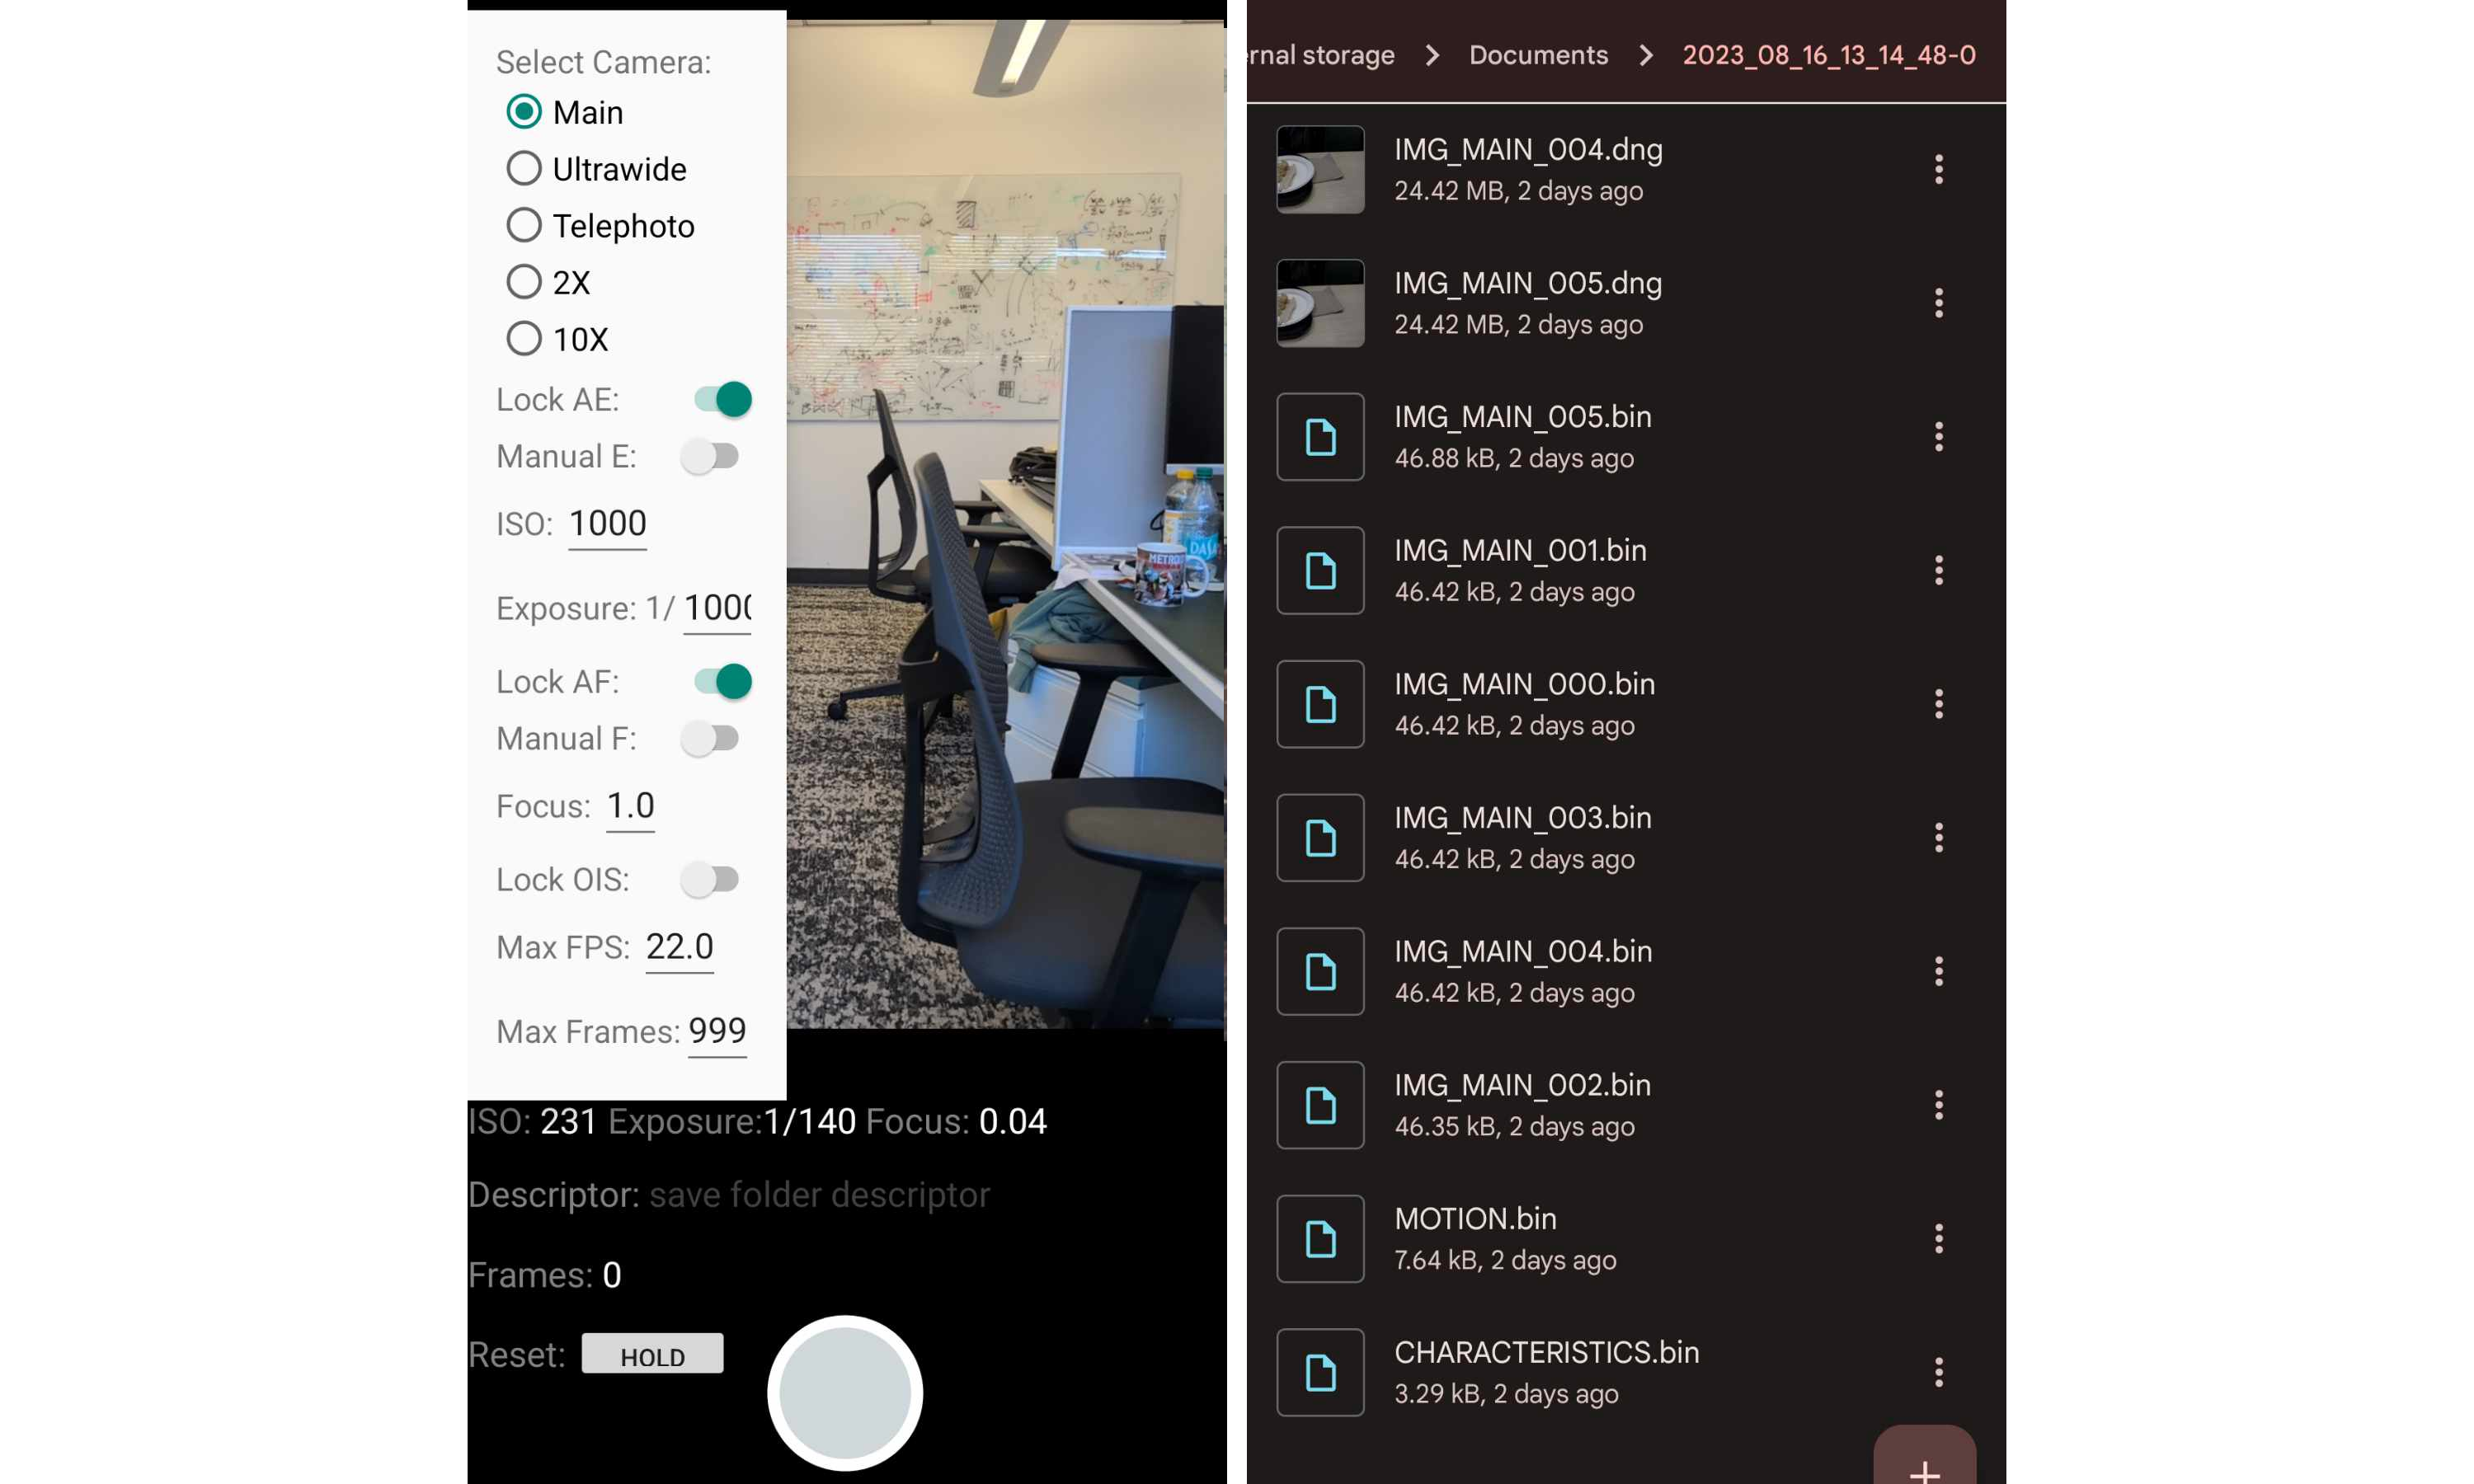 Select Camera:
Main
Ultrawide
Telephoto
2X
10X
Lock AE:
Manual E:
ISO: 1000
Exposure: 1/ 1000
Lock AF:
Manual F:
Focus: 1.0
Lock OIS:
Max FPS: 22.0
Max Frames: 999
METRO
DASA
ISO: 231 Exposure:1/140 Focus: 0.04
Descriptor: save folder descriptor
Frames: 0
Reset: HOLD
ernal storage > Documents > 2023_08_16_13_14_48-0
IMG_MAIN_004.dng
24.42 MB, 2 days ago
IMG_MAIN_005.dng
24.42 MB, 2 days ago
IMG_MAIN_005.bin
46.88 kB, 2 days ago
IMG_MAIN_001.bin
46.42 kB, 2 days ago
IMG_MAIN_000.bin
46.42 kB, 2 days ago
IMG_MAIN_003.bin
46.42 kB, 2 days ago
IMG_MAIN_004.bin
46.42 kB, 2 days ago
IMG_MAIN_002.bin
46.35 kB, 2 days ago
MOTION.bin
7.64 kB, 2 days ago
CHARACTERISTICS.bin
3.29 kB, 2 days ago